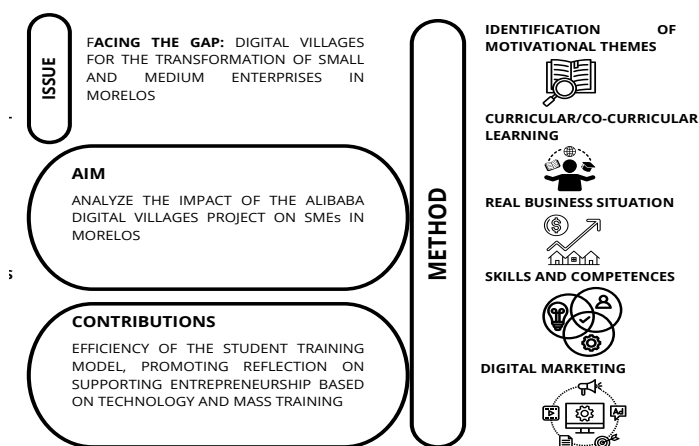 ISSUE
FACING THE GAP: DIGITAL VILLAGES
FOR THE TRANSFORMATION OF SMALL
AND MEDIUM ENTERPRISES IN
MORELOS
AIM
ANALYZE THE IMPACT OF THE ALIBABA
DIGITAL VILLAGES PROJECT ON SMEs IN
MORELOS
CONTRIBUTIONS
EFFICIENCY OF THE STUDENT TRAINING
MODEL, PROMOTING REFLECTION ON
SUPPORTING ENTREPRENEURSHIP BASED
ON TECHNOLOGY AND MASS TRAINING
METHOD
IDENTIFICATION OF
MOTIVATIONAL THEMES
CURRICULAR/CO-CURRICULAR
LEARNING
REAL BUSINESS SITUATION
$
SKILLS AND COMPETENCES
DIGITAL MARKETING
Ad